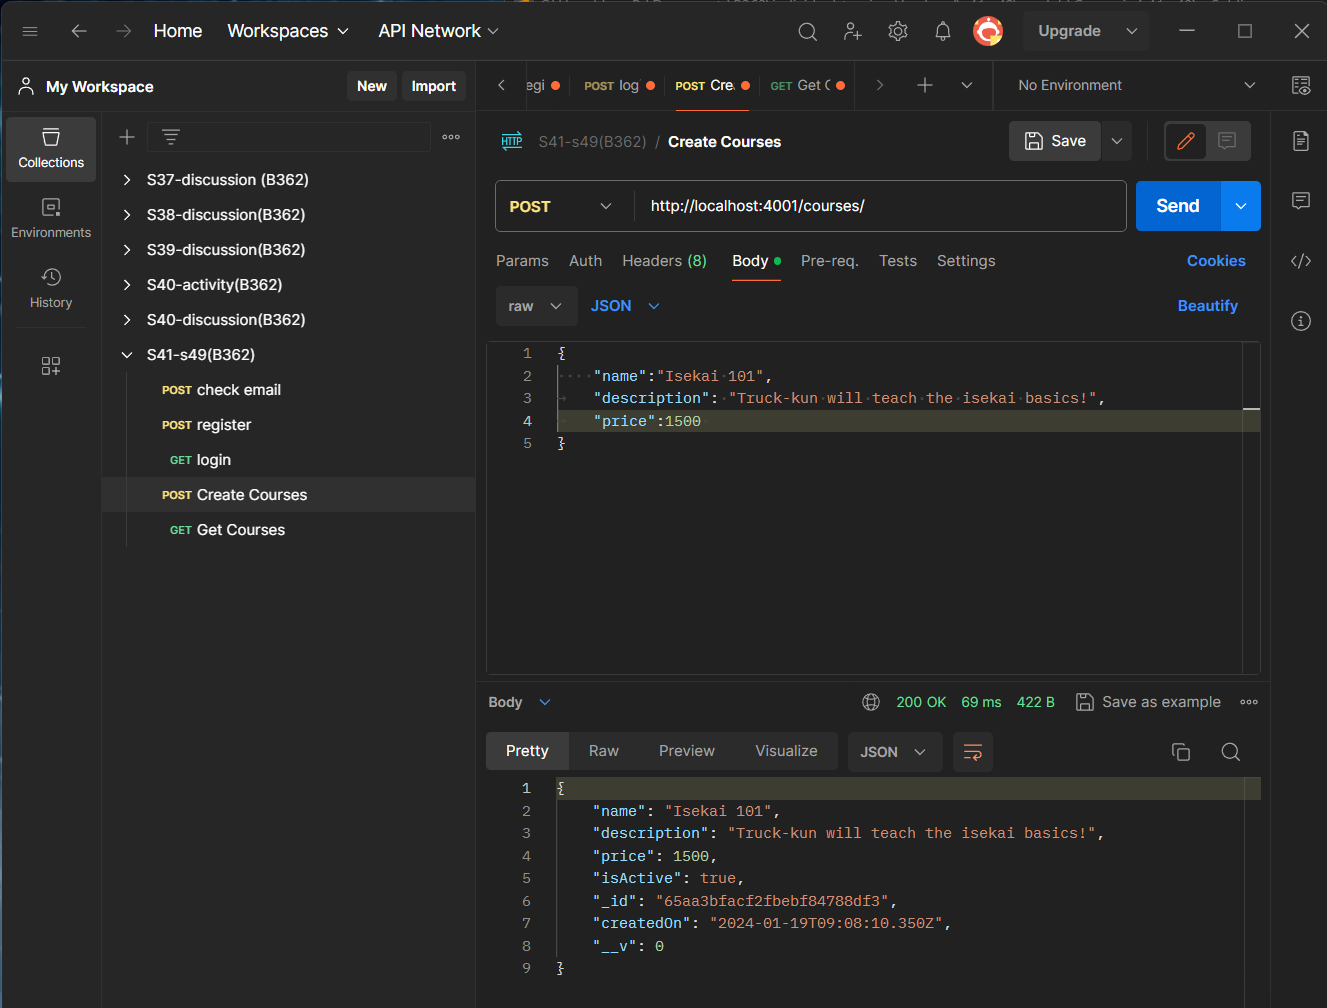 Home Workspaces API Network Upgrade
My Workspace New Import
egi POST log POST Cre. GET Get C No Environment
Collections
Environments
History
S37-discussion (B362)
S38-discussion(B362)
S39-discussion(B362)
S40-activity(B362)
S40-discussion(B362)
S41-s49(B362)
POST check email
POST register
GET login
POST Create Courses
GET Get Courses
HTTP S41-s49(B362) / Create Courses Save
POST http://localhost:4001/courses/ Send
Params Auth Headers (8) Body Pre-req. Tests Settings Cookies
raw JSON Beautify
1 {
2 "name":"Isekai 101",
3 "description": "Truck-kun will teach the isekai basics!",
4 "price":1500
5 }
Body 200 OK 69 ms 422 B Save as example
Pretty Raw Preview Visualize JSON
1 {
2 "name": "Isekai 101",
3 "description": "Truck-kun will teach the isekai basics!",
4 "price": 1500,
5 "isActive": true,
6 "_id": "65aa3bfacf2fbebf84788df3",
7 "createdOn": "2024-01-19T09:08:10.350Z",
8 "__v": 0
9 }